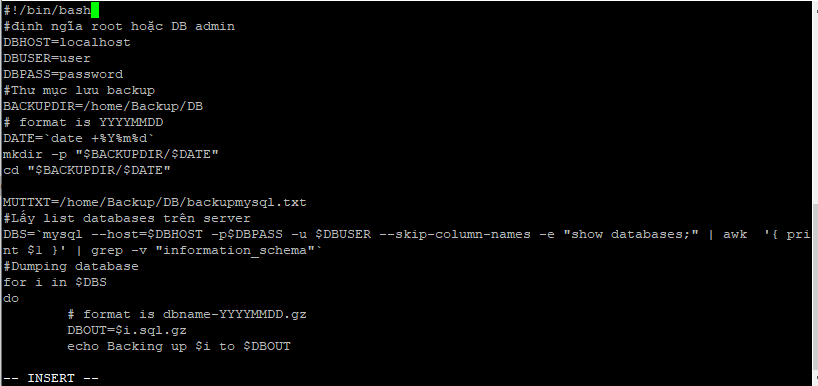 #!/bin/bash
#định ngĩa root hoặc DB admin
DBHOST=localhost
DBUSER=user
DBPASS=password
#Thư mục lưu backup
BACKUPDIR=/home/Backup/DB
# format is YYYYMMDD
DATE=`date +%Y%m%d`
mkdir -p "$BACKUPDIR/$DATE"
cd "$BACKUPDIR/$DATE"

MUTTXT=/home/Backup/DB/backupmysql.txt
#Lấy list databases trên server
DBS=`mysql --host=$DBHOST -p$DBPASS -u $DBUSER --skip-column-names -e "show databases;" | awk  '{ pri
nt $1 }' | grep -v "information_schema"`
#Dumping database
for i in $DBS
do
        # format is dbname-YYYYMMDD.gz
        DBOUT=$i.sql.gz
        echo Backing up $i to $DBOUT

-- INSERT --